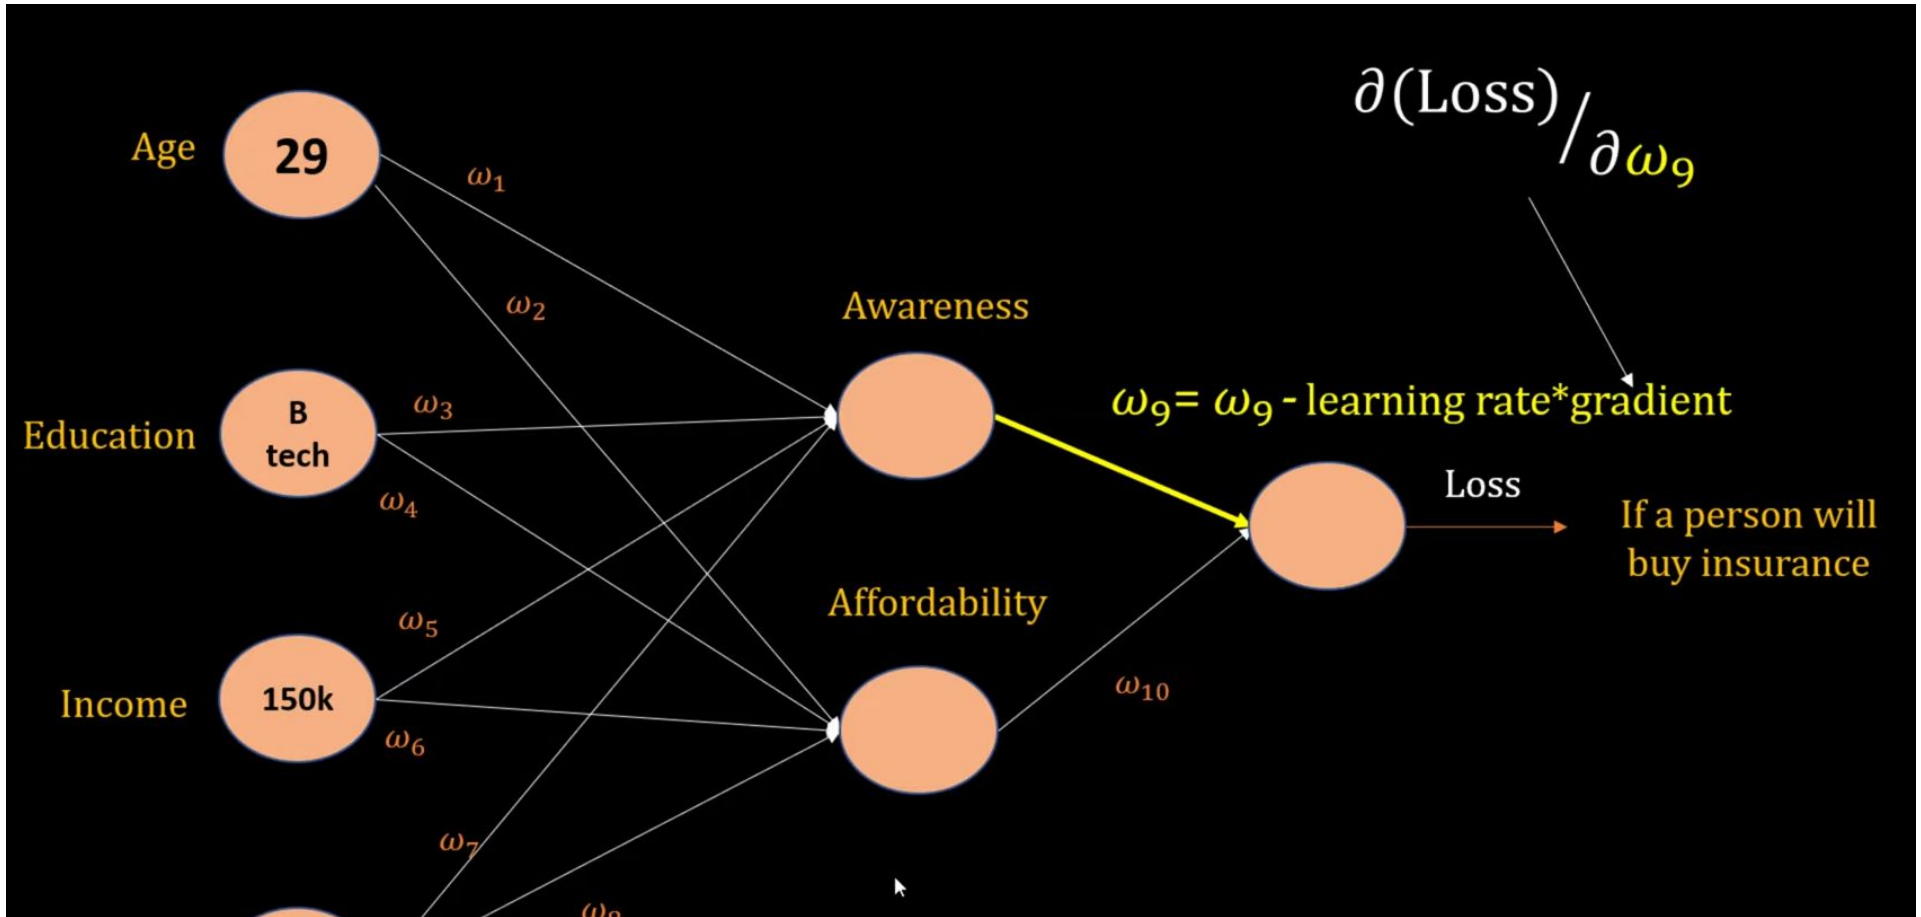 ∂(Loss)/∂ω₉
Age
29
ω₁
ω₂
Awareness
ω₉= ω₉ - learning rate*gradient
Education
B
tech
ω₃
ω₄
Loss
If a person will
buy insurance
Affordability
ω₅
Income
150k
ω₆
ω₁₀
ω₇
ω₈